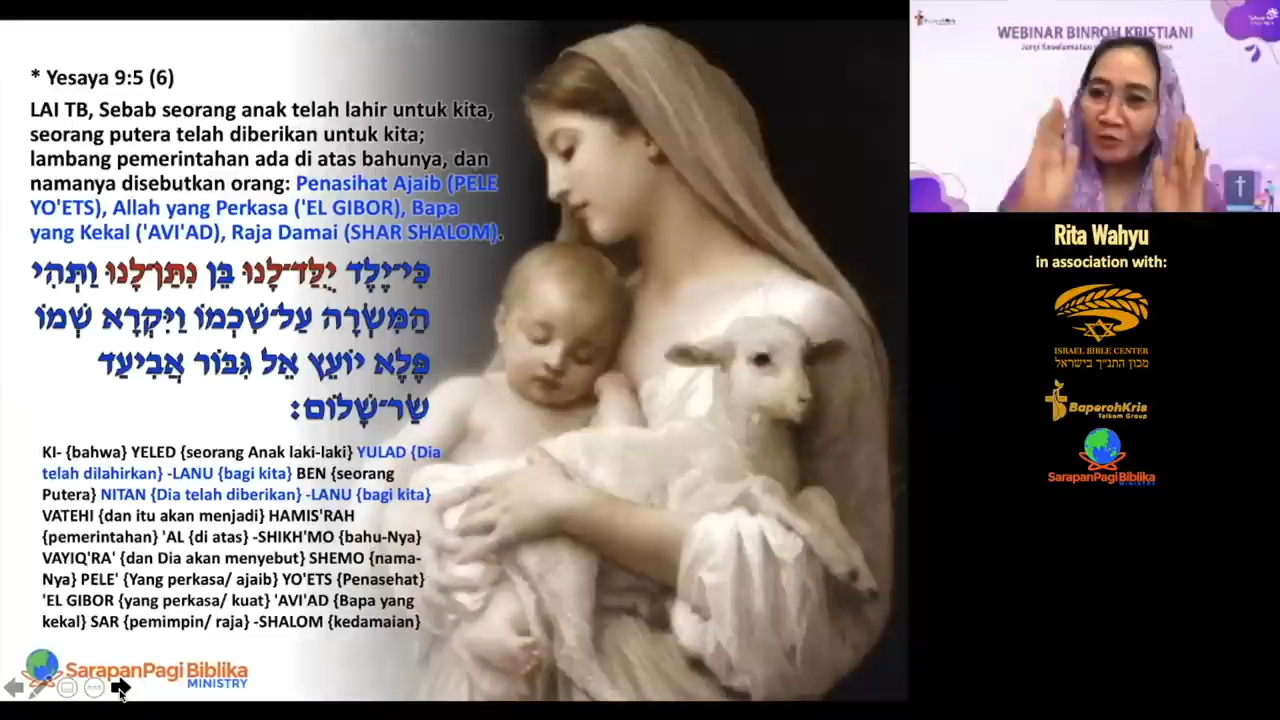 * Yesaya 9:5 (6)
LAI TB, Sebab seorang anak telah lahir untuk kita,
seorang putera telah diberikan untuk kita;
lambang pemerintahan ada di atas bahunya, dan
namanya disebutkan orang: Penasihat Ajaib (PELE
YO'ETS), Allah yang Perkasa ('EL GIBOR), Bapa
yang Kekal ('AVI'AD), Raja Damai (SHAR SHALOM).
כִּי־יֶלֶד יֻלַּד־לָנוּ בֵּן נִתַּן־לָנוּ וַתְּהִי
הַמִּשְׂרָה עַל־שִׁכְמוֹ וַיִּקְרָא שְׁמוֹ
פֶּלֶא יוֹעֵץ אֵל גִּבּוֹר אֲבִיעַד
שַׂר־שָׁלוֹם׃
KI- {bahwa} YELED {seorang Anak laki-laki} YULAD {Dia
telah dilahirkan} -LANU {bagi kita} BEN {seorang
Putera} NITAN {Dia telah diberikan} -LANU {bagi kita}
VATEHI {dan itu akan menjadi} HAMIS'RAH
{pemerintahan} 'AL {di atas} -SHIKH'MO {bahu-Nya}
VAYIQ'RA' {dan Dia akan menyebut} SHEMO {nama-
Nya} PELE' {Yang perkasa/ ajaib} YO'ETS {Penasehat}
'EL GIBOR {yang perkasa/ kuat} 'AVI'AD {Bapa yang
kekal} SAR {pemimpin/ raja} -SHALOM {kedamaian}
SarapanPagi Biblika
MINISTRY
WEBINAR BINROH KRISTIANI
Janji Keselamatan
Rita Wahyu
in association with:
ISRAEL BIBLE CENTER
מכון התנ״ך בישראל
BaperohKris
Telkom Group
SarapanPagi Biblika
MINISTRY